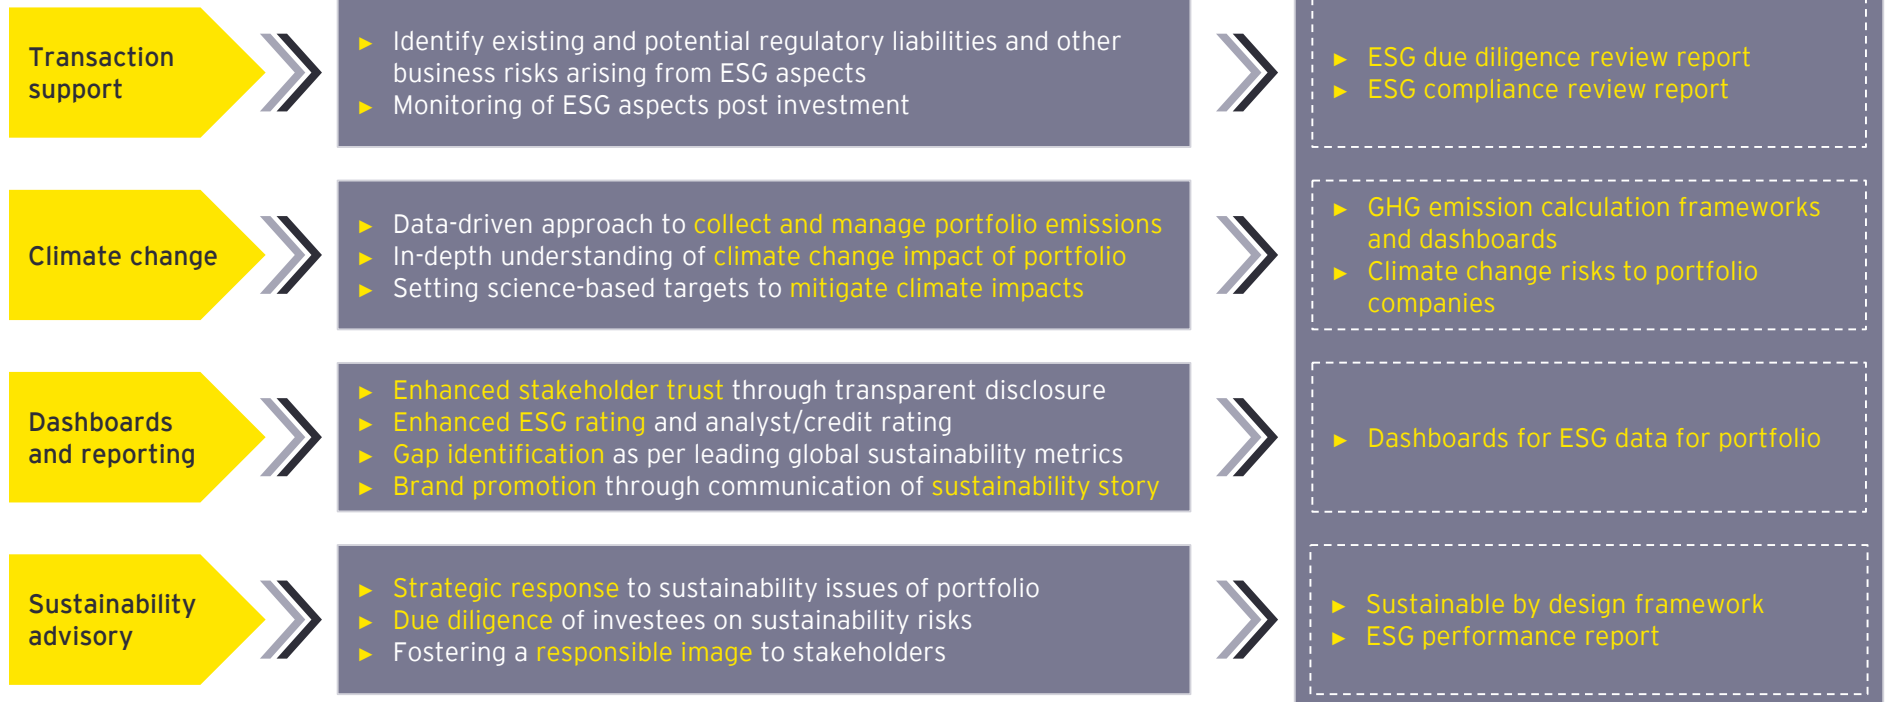 Transaction
support
► Identify existing and potential regulatory liabilities and other
business risks arising from ESG aspects
► Monitoring of ESG aspects post investment
► ESG due diligence review report
► ESG compliance review report
Climate change
► Data-driven approach to collect and manage portfolio emissions
► In-depth understanding of climate change impact of portfolio
► Setting science-based targets to mitigate climate impacts
► GHG emission calculation frameworks
and dashboards
► Climate change risks to portfolio
companies
Dashboards
and reporting
► Enhanced stakeholder trust through transparent disclosure
► Enhanced ESG rating and analyst/credit rating
► Gap identification as per leading global sustainability metrics
► Brand promotion through communication of sustainability story
► Dashboards for ESG data for portfolio
Sustainability
advisory
► Strategic response to sustainability issues of portfolio
► Due diligence of investees on sustainability risks
► Fostering a responsible image to stakeholders
► Sustainable by design framework
► ESG performance report